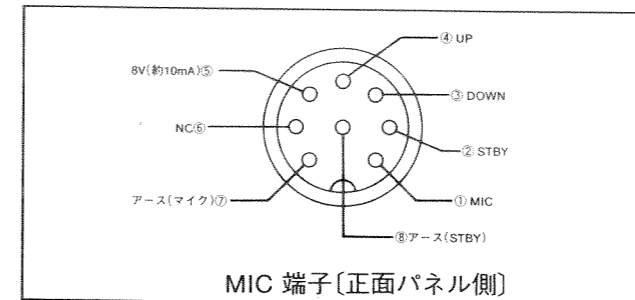 ④ UP
8V(約10mA)⑤
③ DOWN
NC⑥
② STBY
アース(マイク)⑦
① MIC
⑧アース(STBY)
MIC 端子〔正面パネル側〕